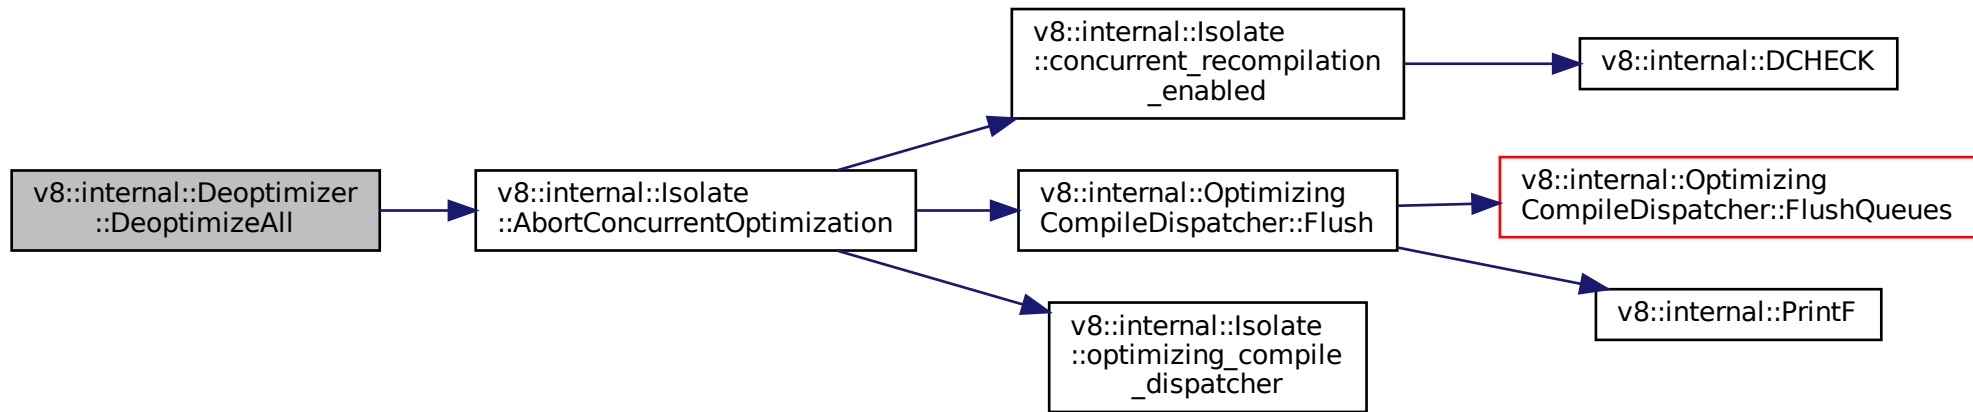 v8::internal::Deoptimizer
::DeoptimizeAll
v8::internal::Isolate
::AbortConcurrentOptimization
v8::internal::Isolate
::concurrent_recompilation
_enabled
v8::internal::DCHECK
v8::internal::Optimizing
CompileDispatcher::Flush
v8::internal::Optimizing
CompileDispatcher::FlushQueues
v8::internal::PrintF
v8::internal::Isolate
::optimizing_compile
_dispatcher